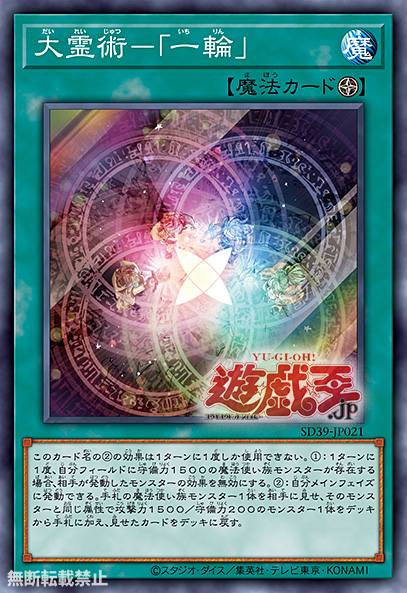 大霊術－「一輪」
魔
【魔法カード】
YU-GI-OH!
遊戯王.jp
SD39-JP021
このカード名の②の効果は1ターンに1度しか使用できない。①：1ターンに
1度、自分フィールドに守備力1500の魔法使い族モンスターが存在する
場合、相手が発動したモンスターの効果を無効にする。②：自分メインフェイズ
に発動できる。手札の魔法使い族モンスター1体を相手に見せ、そのモンス
ターと同じ属性で攻撃力1500／守備力200のモンスター1体をデッキ
から手札に加え、見せたカードをデッキに戻す。
無断転載禁止
©スタジオ・ダイス／集英社・テレビ東京・KONAMI